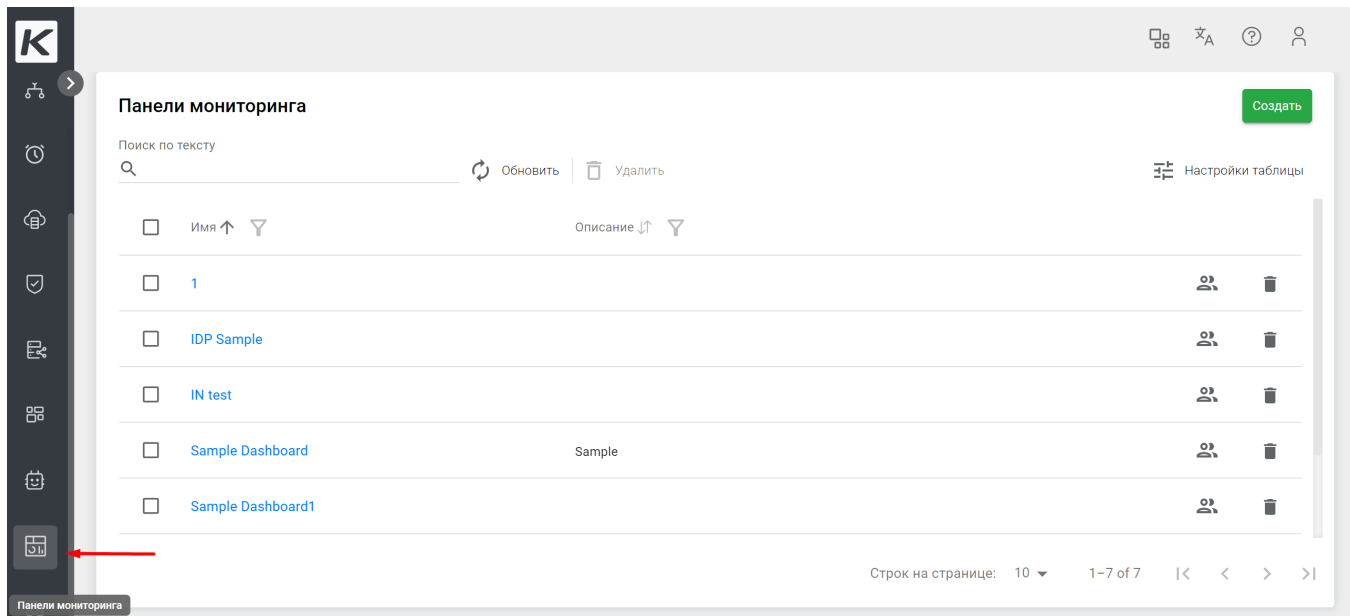 K
Панели мониторинга
Создать
Поиск по тексту
Обновить
Удалить
Настройки таблицы
Имя
Описание
1
IDP Sample
IN test
Sample Dashboard
Sample
Sample Dashboard1
Строк на странице: 10 1–7 of 7
Панели мониторинга